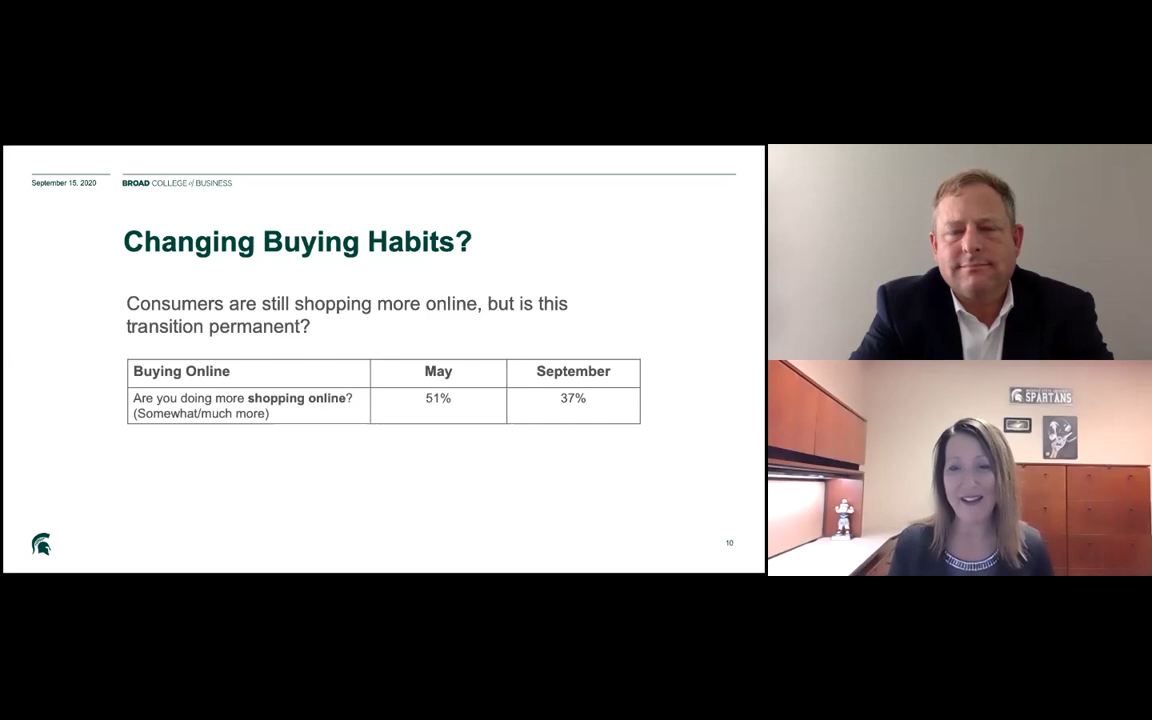 September 15, 2020
BROAD COLLEGE of BUSINESS
Changing Buying Habits?
Consumers are still shopping more online, but is this
transition permanent?
Buying Online May September
Are you doing more shopping online? 51% 37%
(Somewhat/much more)
10
SPARTANS